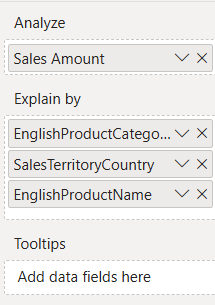 Analyze
Sales Amount
Explain by
EnglishProductCatego...
SalesTerritoryCountry
EnglishProductName
Tooltips
Add data fields here